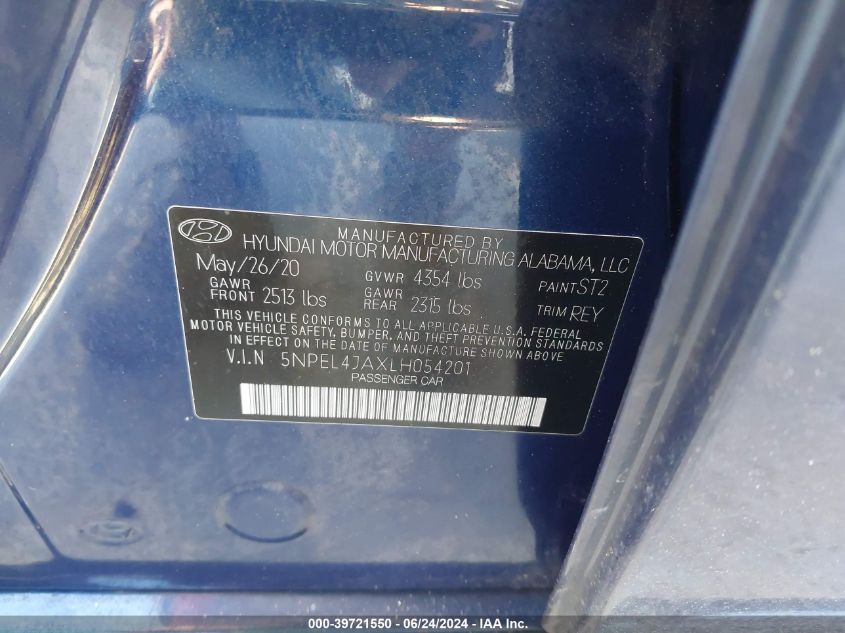 MANUFACTURED BY
HYUNDAI MOTOR MANUFACTURING ALABAMA, LLC
May/26/20 GVWR 4354 lbs PAINT ST2
GAWR FRONT 2513 lbs GAWR REAR 2315 lbs TRIM REY
THIS VEHICLE CONFORMS TO ALL APPLICABLE U.S.A. FEDERAL
MOTOR VEHICLE SAFETY, BUMPER, AND THEFT PREVENTION STANDARDS
IN EFFECT ON THE DATE OF MANUFACTURE SHOWN ABOVE.
V.I.N 5NPEL4JAXLH054201
PASSENGER CAR
000-39721550 - 06/24/2024 - IAA Inc.